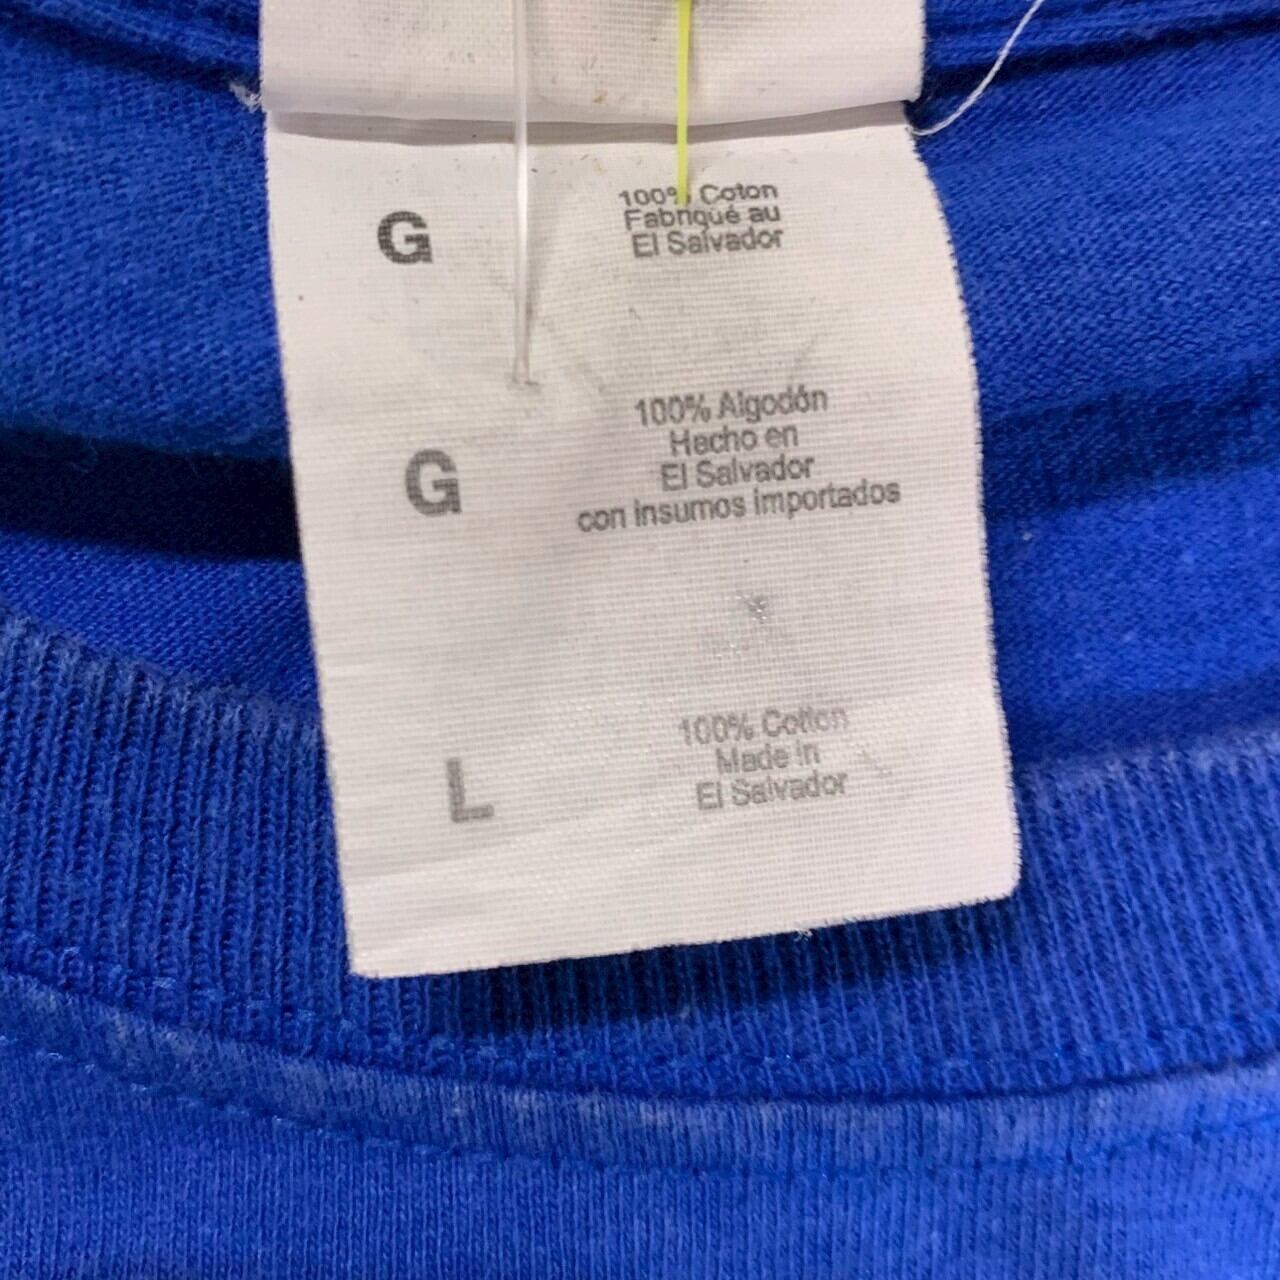 G
100% Coton
Fabriqué au
El Salvador
G
100% Algodón
Hecho en
El Salvador
con insumos importados
L
100% Cotton
Made in
El Salvador